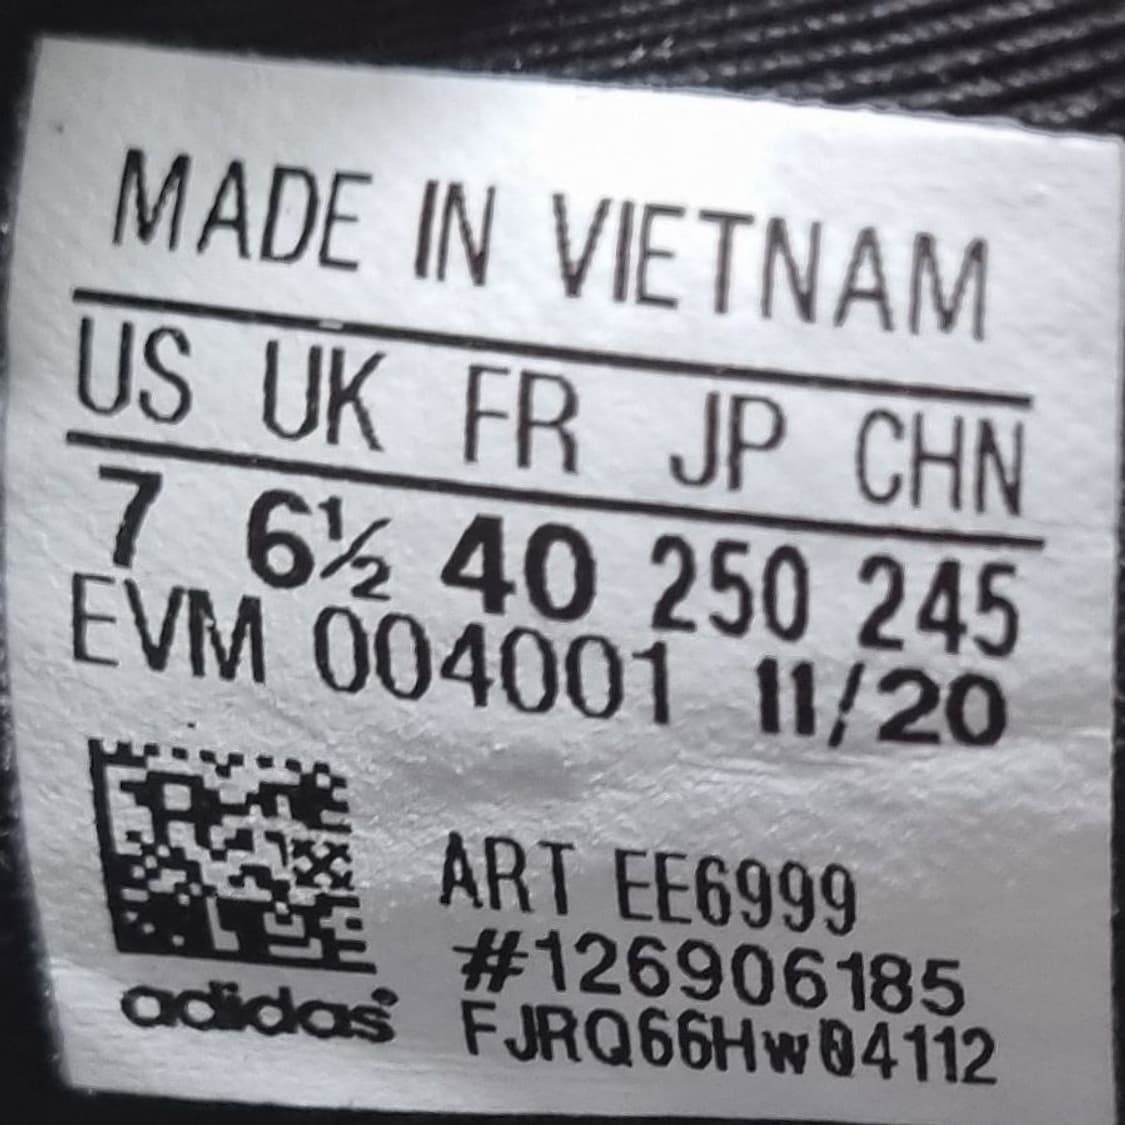 MADE IN VIETNAM
US UK FR JP CHN
7 6½ 40 250 245
EVM 004001 11/20
ART EE6999
#126906185
adidas